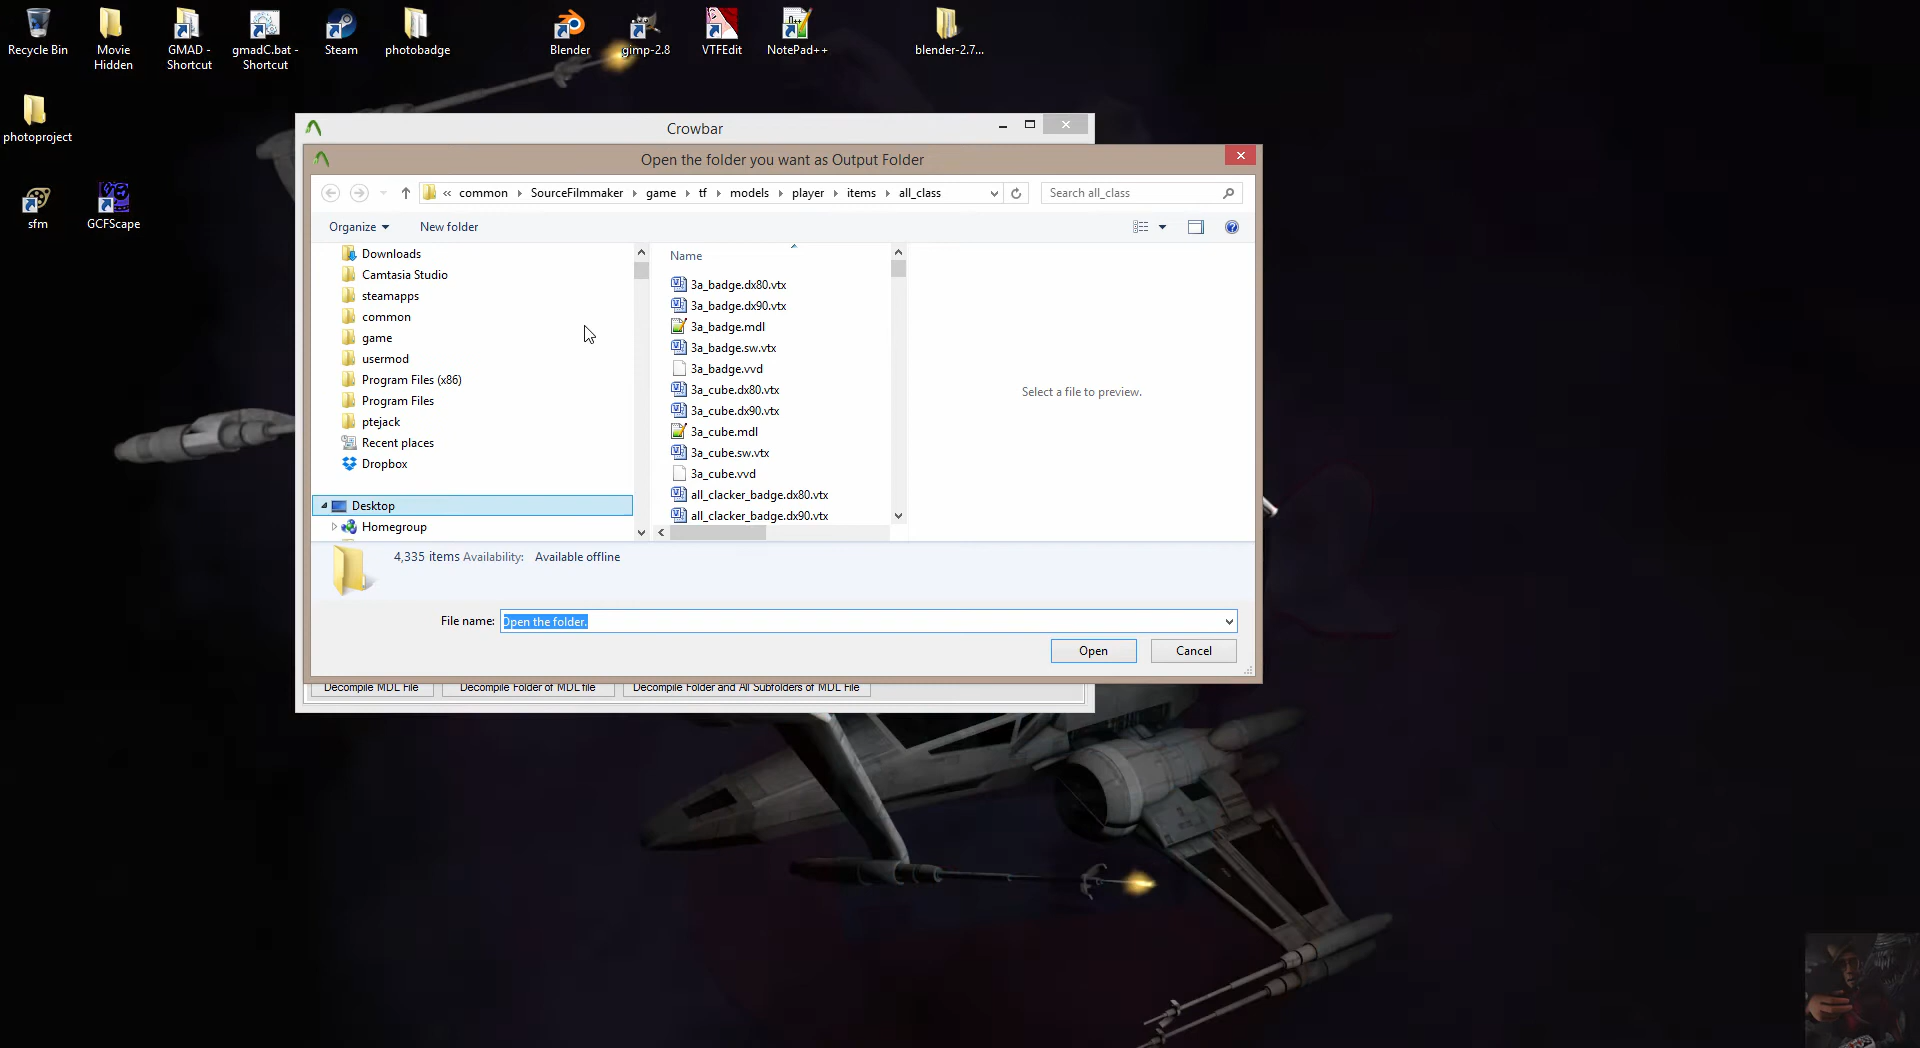 Recycle Bin
Movie
Hidden
GMAD -
Shortcut
gmadC.bat -
Shortcut
Steam
photobadge
Blender
gimp-2.8
VTFEdit
NotePad++
blender-2.7...
photoproject
sfm
GCFScape
Crowbar
Open the folder you want as Output Folder
« common › SourceFilmmaker › game › tf › models › player › items › all_class
Search all_class
Organize
New folder
Downloads
Camtasia Studio
steamapps
common
game
usermod
Program Files (x86)
Program Files
ptejack
Recent places
Dropbox
Desktop
Homegroup
Name
3a_badge.dx80.vtx
3a_badge.dx90.vtx
3a_badge.mdl
3a_badge.sw.vtx
3a_badge.vvd
3a_cube.dx80.vtx
3a_cube.dx90.vtx
3a_cube.mdl
3a_cube.sw.vtx
3a_cube.vvd
all_clacker_badge.dx80.vtx
all_clacker_badge.dx90.vtx
Select a file to preview.
4,335 items Availability: Available offline
File name: Open the folder.
Open
Cancel
Decompile MDL File
Decompile Folder of MDL file
Decompile Folder and All Subfolders of MDL File